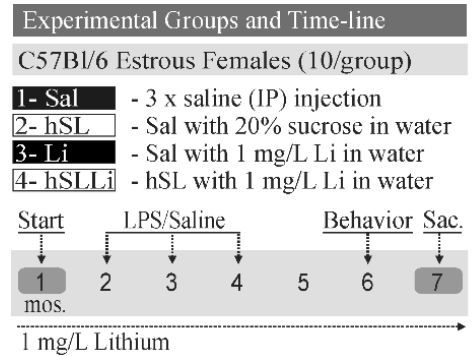 Experimental Groups and Time-line
C57Bl/6 Estrous Females (10/group)
1- Sal - 3 x saline (IP) injection
2- hSL - Sal with 20% sucrose in water
3- Li - Sal with 1 mg/L Li in water
4- hSLLi - hSL with 1 mg/L Li in water
Start LPS/Saline Behavior Sac.
1 2 3 4 5 6 7
mos.
1 mg/L Lithium